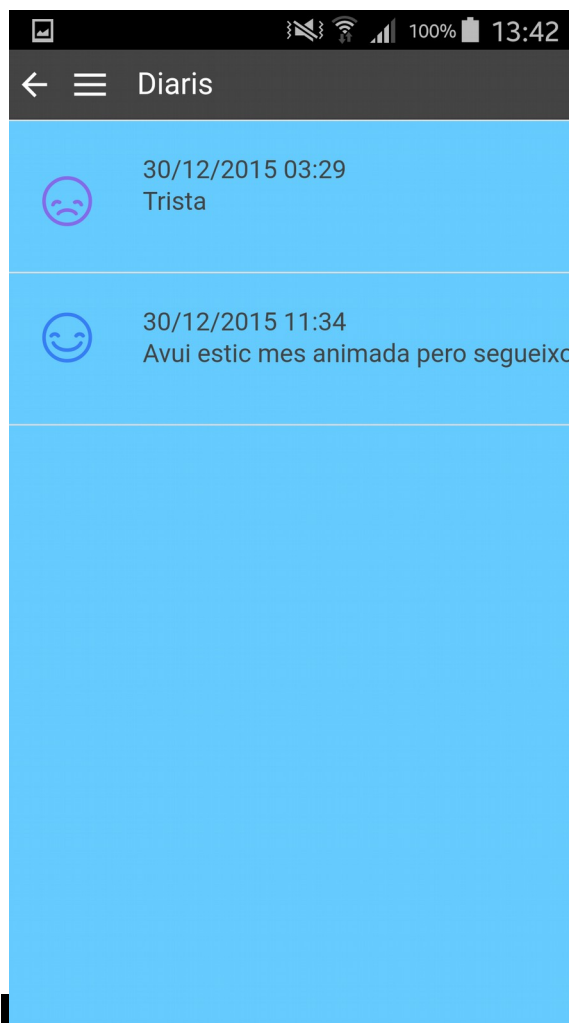 100% 13:42
Diaris
30/12/2015 03:29
Trista
30/12/2015 11:34
Avui estic mes animada pero segueixo